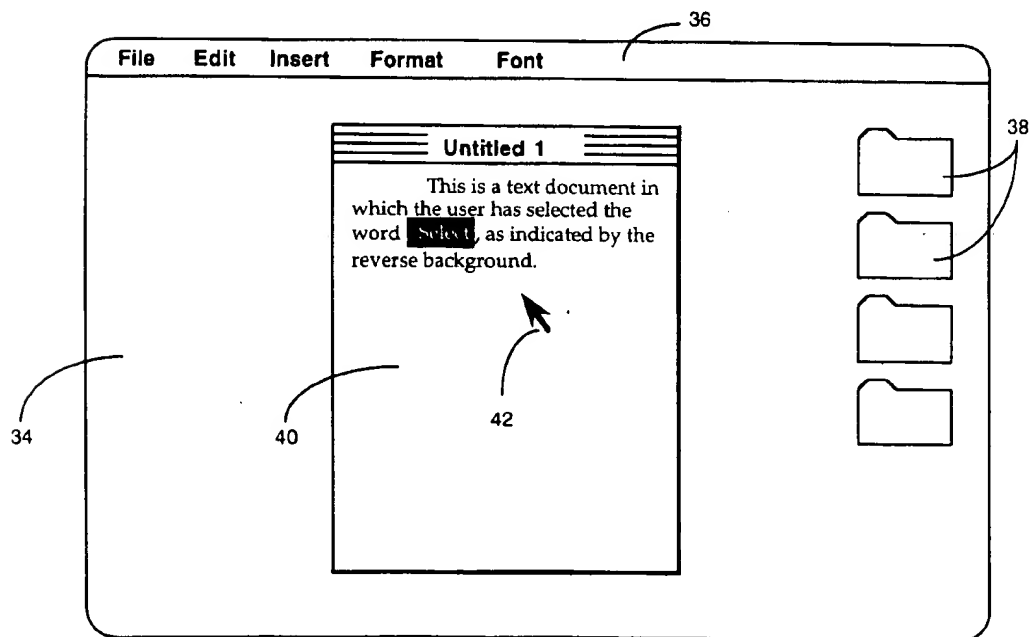 36
File Edit Insert Format Font
38
Untitled 1
This is a text document in
which the user has selected the
word Select, as indicated by the
reverse background.
34
40
42